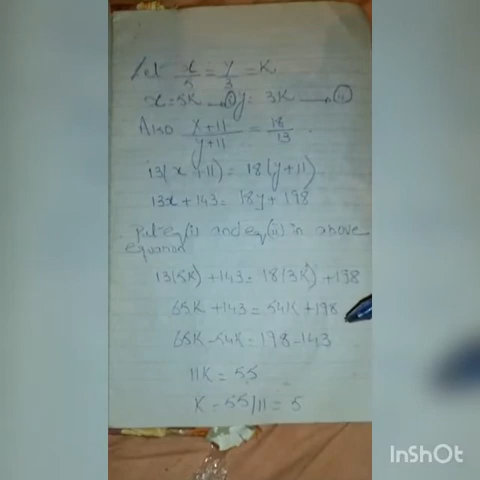 Let x/5 = y/3 = K
x = 5K → (i) y = 3K → (ii)
Also x+11/y+11 = 18/13.
13(x+11) = 18(y+11)
13x + 143 = 18y + 198
put eq(i) and eq(ii) in above
equation
13(5K) + 143 = 18(3K) + 198
65K + 143 = 54K + 198
65K - 54K = 198 - 143
11K = 55
K = 55/11 = 5
InShOt